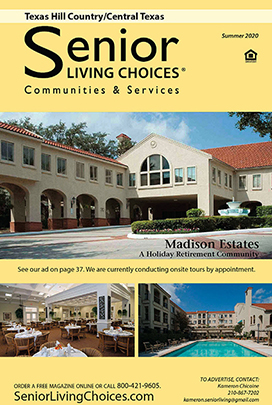 Texas Hill Country/Central Texas
Senior
LIVING CHOICES®
Communities & Services
Summer 2020
Madison Estates
A Holiday Retirement Community
See our ad on page 37. We are currently conducting onsite tours by appointment.
ORDER A FREE MAGAZINE ONLINE OR CALL 800-421-9605.
SeniorLivingChoices.com
TO ADVERTISE, CONTACT:
Kameron Chicoine
210-867-7202
kameron.seniorliving@gmail.com